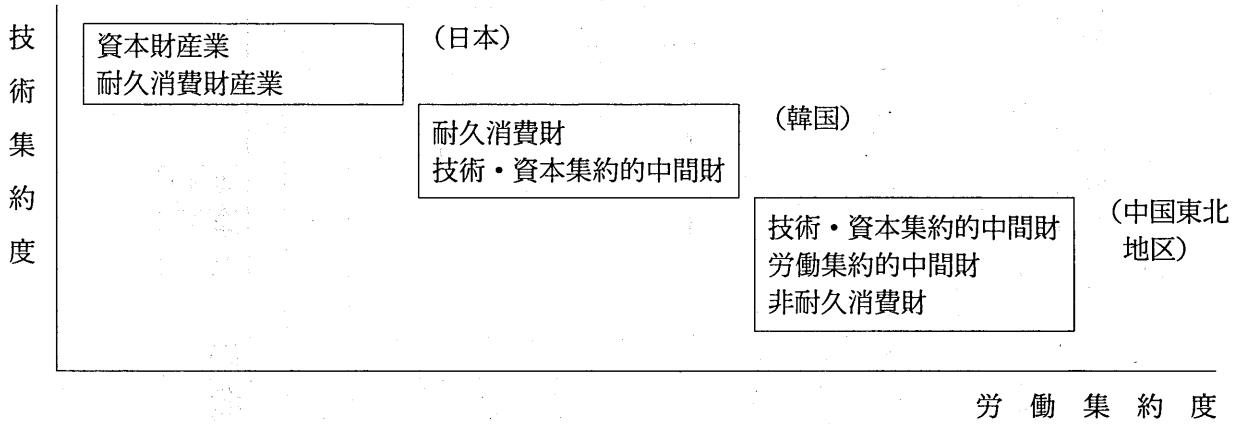 技術集約度
資本財産業
耐久消費財産業
（日本）
耐久消費財
技術・資本集約的中間財
（韓国）
技術・資本集約的中間財
労働集約的中間財
非耐久消費財
（中国東北
地区）
労働集約度